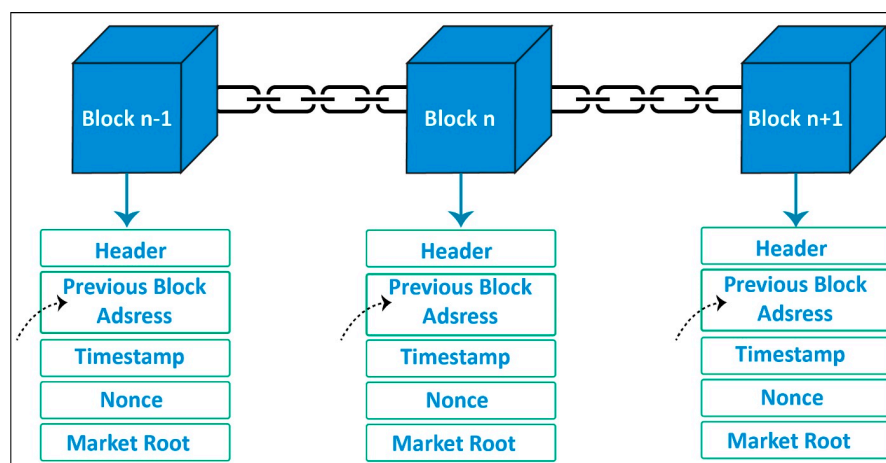 Block n-1
Block n
Block n+1
Header
Previous Block
Adsress
Timestamp
Nonce
Market Root
Header
Previous Block
Adsress
Timestamp
Nonce
Market Root
Header
Previous Block
Adsress
Timestamp
Nonce
Market Root